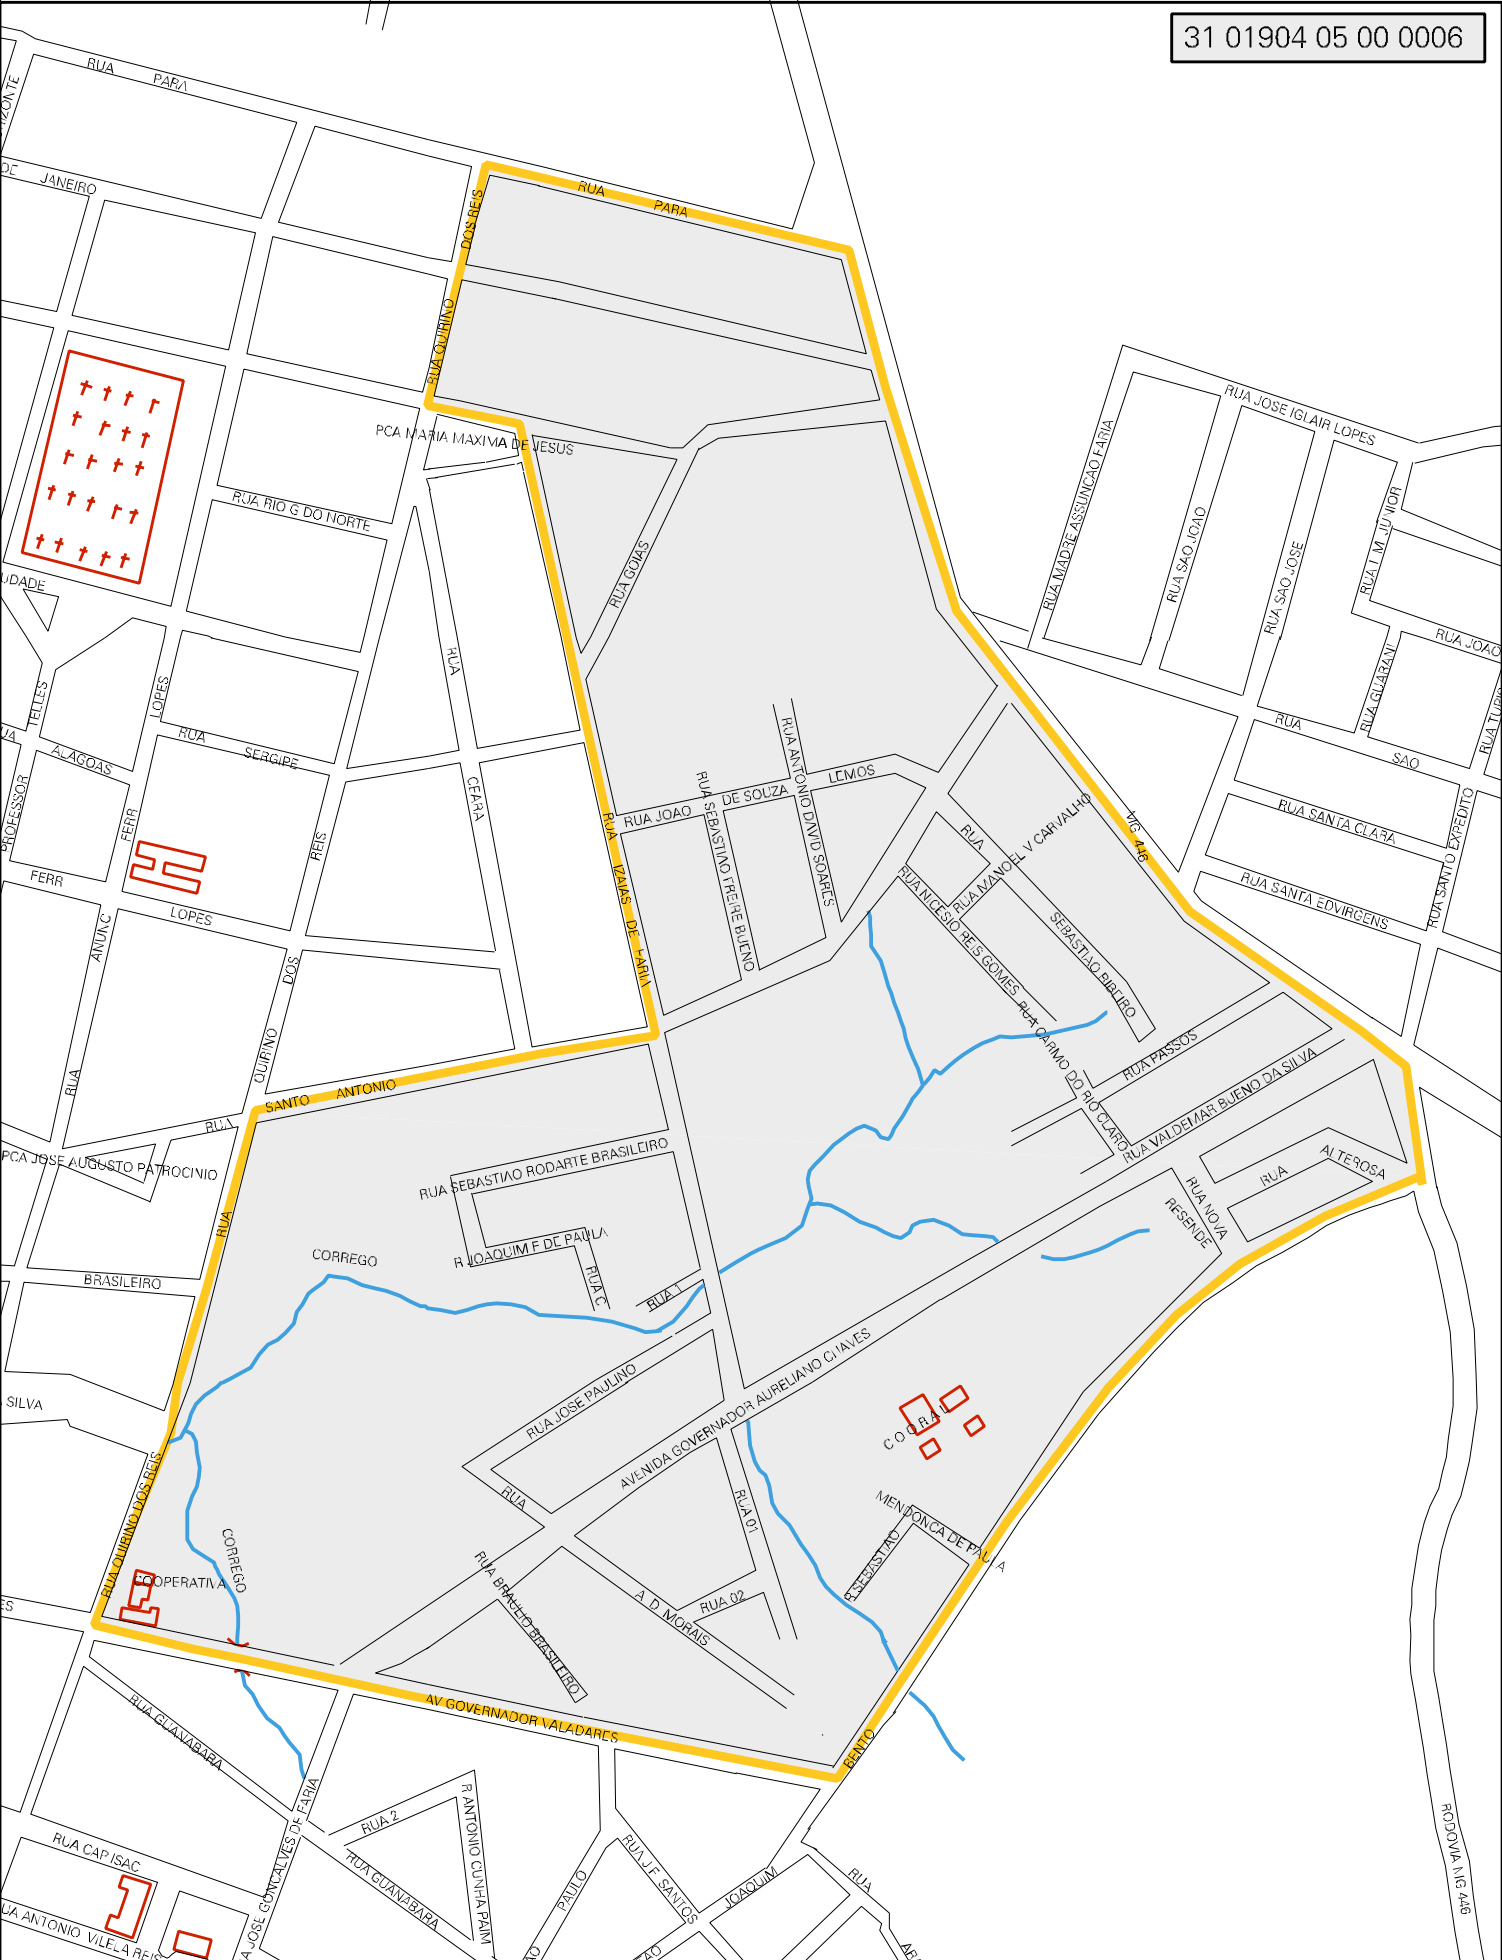 31 01904 05 00 0006
RUA PARA
DE JANEIRO
DOS REIS
RUA PARA
RUA QUIRINO
PCA MARIA MAXIMA DE JESUS
RUA RIO G DO NORTE
RUA JOSE IGLAIR LOPES
RUA MADRE ASSUNCAO FARIA
RUA SAO JOAO
RUA SAO JOSE
RUA I M JUNIOR
RUA GUARANI
RUA JOAO
RUA GOIAS
RUA
TELLES
LOPES
ALAGOAS
RUA SERGIPE
RUA
SAO
PROFESSOR
FERR
CEARA
REIS
RUA JOAO DE SOUZA LEMOS
RUA SEBASTIAO FREIRE BUENO
RUA ANTONIO DAVID SOARES
RUA MANOEL V CARVALHO
RUA
SEBASTIAO RIBEIRO
RUA NICESIO REIS GOMES
RUA IZAIAS DE FARIA
RUA SANTA CLARA
RUA SANTO EXPEDITO
RUA SANTA EDVIRGENS
FERR
LOPES
ANUNC
DOS
QUIRINO
RUA
RUA CARMO DO RIO CLARO
RUA PASSOS
RUA VALDEMAR BUENO DA SILVA
SANTO ANTONIO
RUA
PCA JOSE AUGUSTO PATROCINIO
RUA SEBASTIAO RODARTE BRASILEIRO
RUA ALTEROSA
RUA NOVA
RESENDE
RUA
R JOAQUIM F DE PAULA
CORREGO
RUA C
RUA 1
BRASILEIRO
RUA JOSE PAULINO
AVENIDA GOVERNADOR AURELIANO CHAVES
SILVA
COORAU
RUA QUIRINO DOS REIS
RUA
RUA 01
MENDONCA DE PAULA
R SEBASTIAO
CORREGO
COOPERATIVA
RUA BRAULIO BRASILEIRO
A D MORAIS
RUA 02
AV GOVERNADOR VALADARES
BENTO
RUA GUANABARA
RUA 2
R ANTONIO CUNHA PAIM
RUA CAP ISAC
RUA GUANABARA
RUA J F SANTOS
JOAQUIM
RUA
PAULO
RODOVIA MG 446
JOSE GONCALVES DE FARIA
ANTONIO VILELA REIS